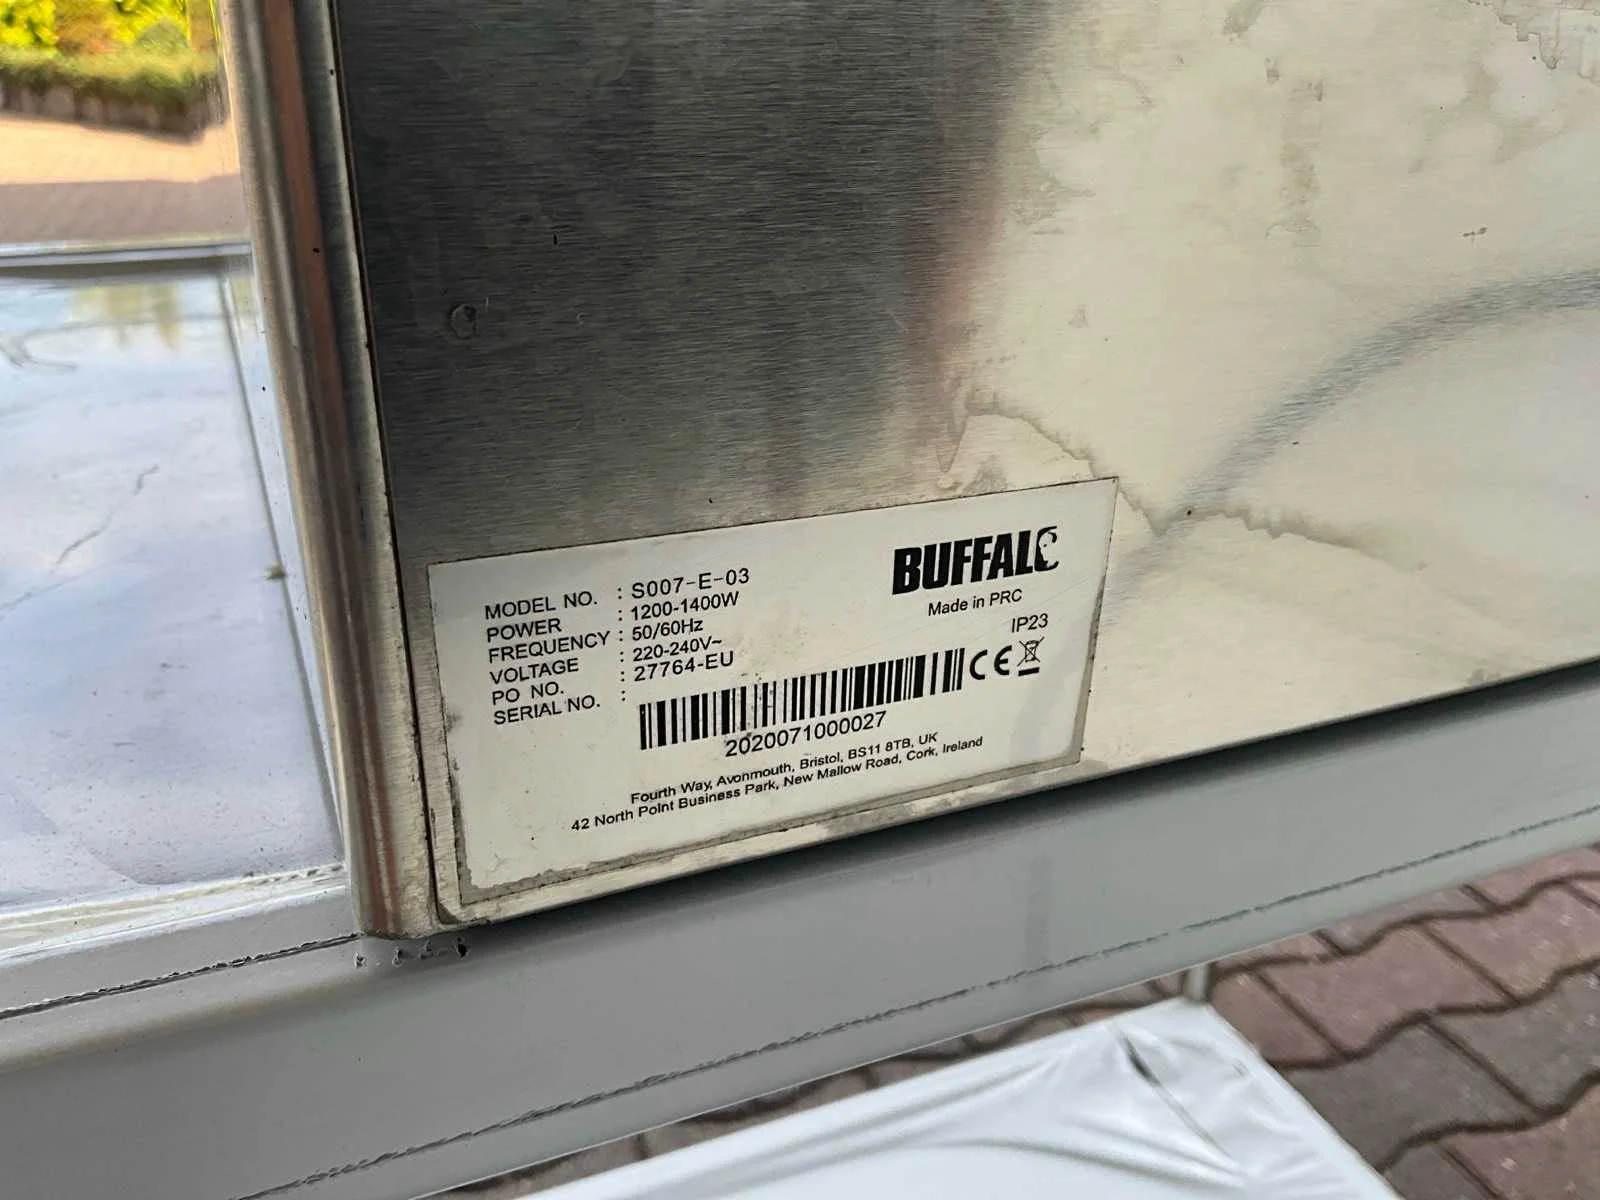 BUFFALO
Made in PRC
IP23
MODEL NO. : S007-E-03
POWER : 1200-1400W
FREQUENCY : 50/60Hz
VOLTAGE : 220-240V~
PO NO. : 27764-EU
SERIAL NO. :
CE
2020071000027
Fourth Way, Avonmouth, Bristol, BS11 8TB, UK
42 North Point Business Park, New Mallow Road, Cork, Ireland